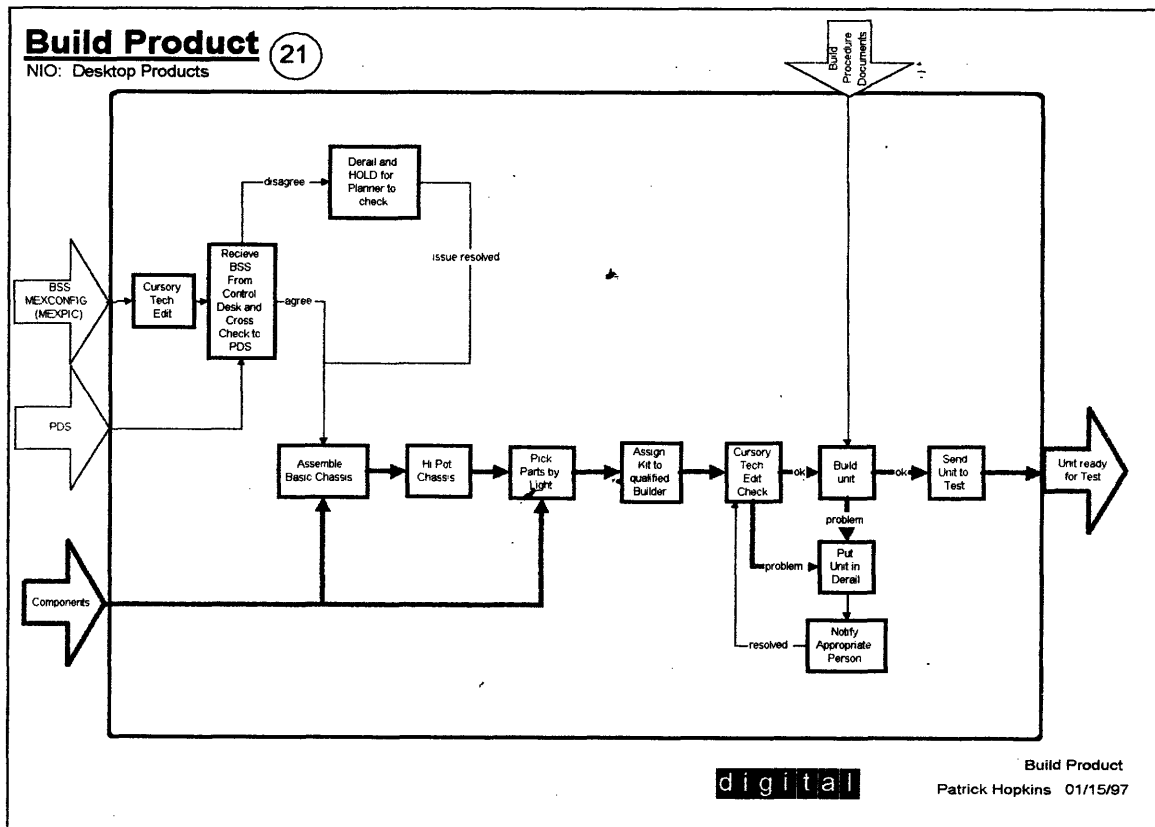 Build Product
21
NIO: Desktop Products
Build
Procedure
Documents
Derail and
HOLD for
Planner to
check
disagree
issue resolved
BSS
MEXCONFIG
(MEXPIC)
Cursory
Tech
Edit
Recieve
BSS
From
Control
Desk and
Cross
Check to
PDS
agree
PDS
Assemble
Basic Chassis
Hi Pot
Chassis
Pick
Parts by
Light
Assign
Kit to
qualified
Builder
Cursory
Tech
Edit
Check
ok
Build
unit
ok
Send
Unit to
Test
Unit ready
for Test
problem
problem
Put
Unit in
Derail
Components
resolved
Notify
Appropriate
Person
digital
Build Product
Patrick Hopkins 01/15/97